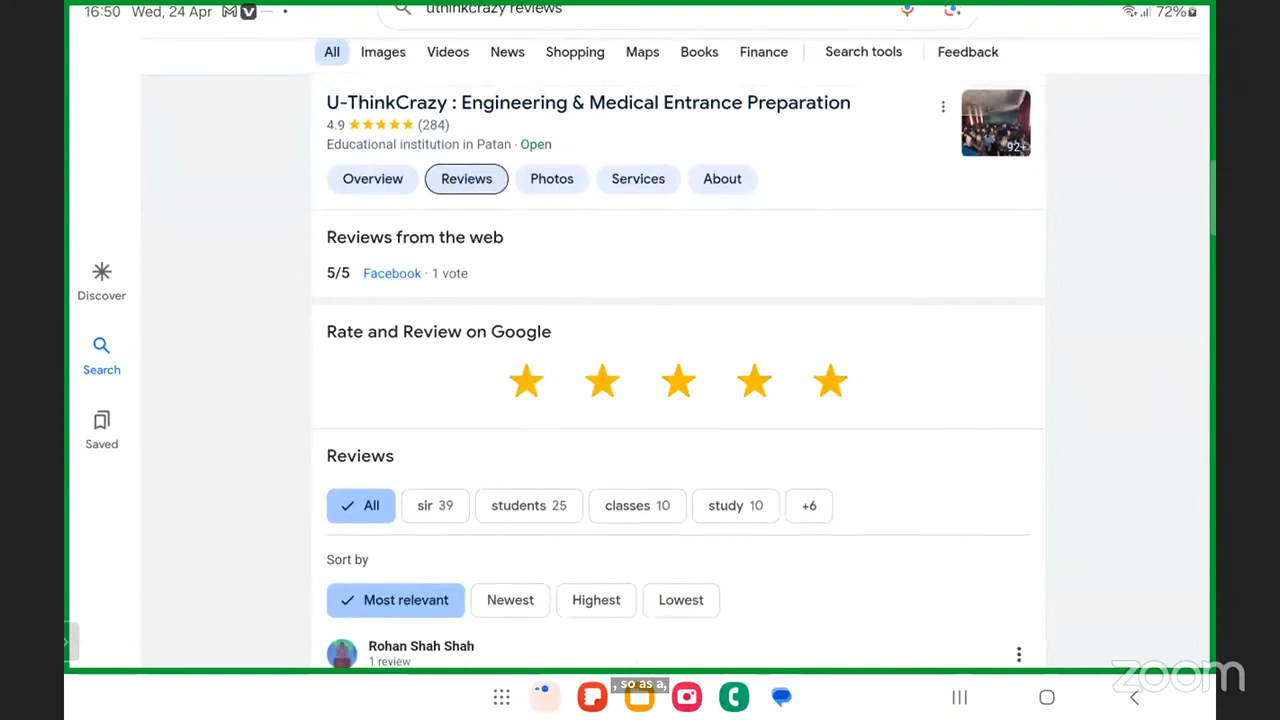 16:50 Wed, 24 Apr 72%
uthinkcrazy reviews
All Images Videos News Shopping Maps Books Finance Search tools Feedback
U-ThinkCrazy : Engineering & Medical Entrance Preparation
4.9 (284)
Educational institution in Patan · Open
92+
Overview Reviews Photos Services About
Reviews from the web
5/5 Facebook · 1 vote
Discover
Rate and Review on Google
Search
Saved
Reviews
All sir 39 students 25 classes 10 study 10 +6
Sort by
Most relevant Newest Highest Lowest
Rohan Shah Shah
1 review
, so as a,
zoom